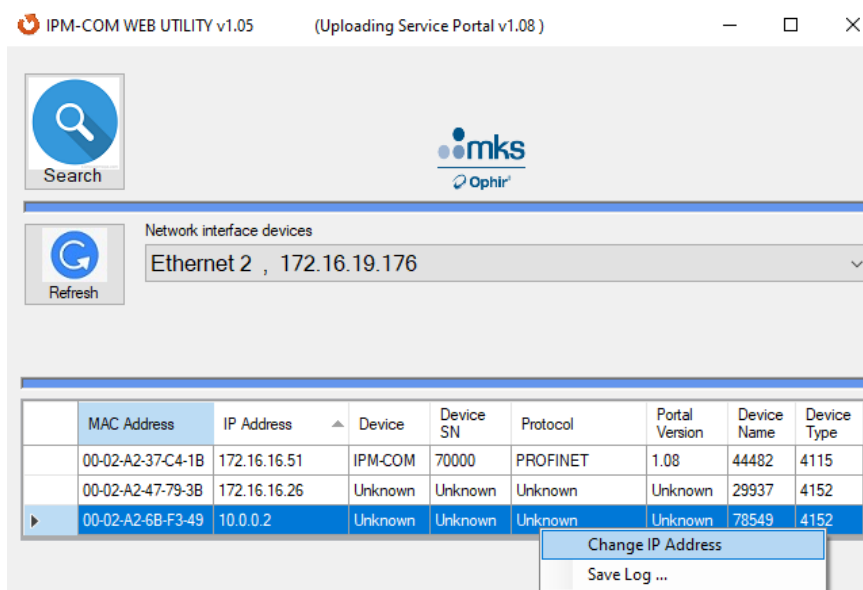 IPM-COM WEB UTILITY v1.05 (Uploading Service Portal v1.08 )
Search
mks
Ophir
Refresh
Network interface devices
Ethernet 2 , 172.16.19.176
MAC Address IP Address Device Device SN Protocol Portal Version Device Name Device Type
00-02-A2-37-C4-1B 172.16.16.51 IPM-COM 70000 PROFINET 1.08 44482 4115
00-02-A2-47-79-3B 172.16.16.26 Unknown Unknown Unknown Unknown 29937 4152
00-02-A2-6B-F3-49 10.0.0.2 Unknown Unknown Unknown Unknown 78549 4152
Change IP Address
Save Log ...